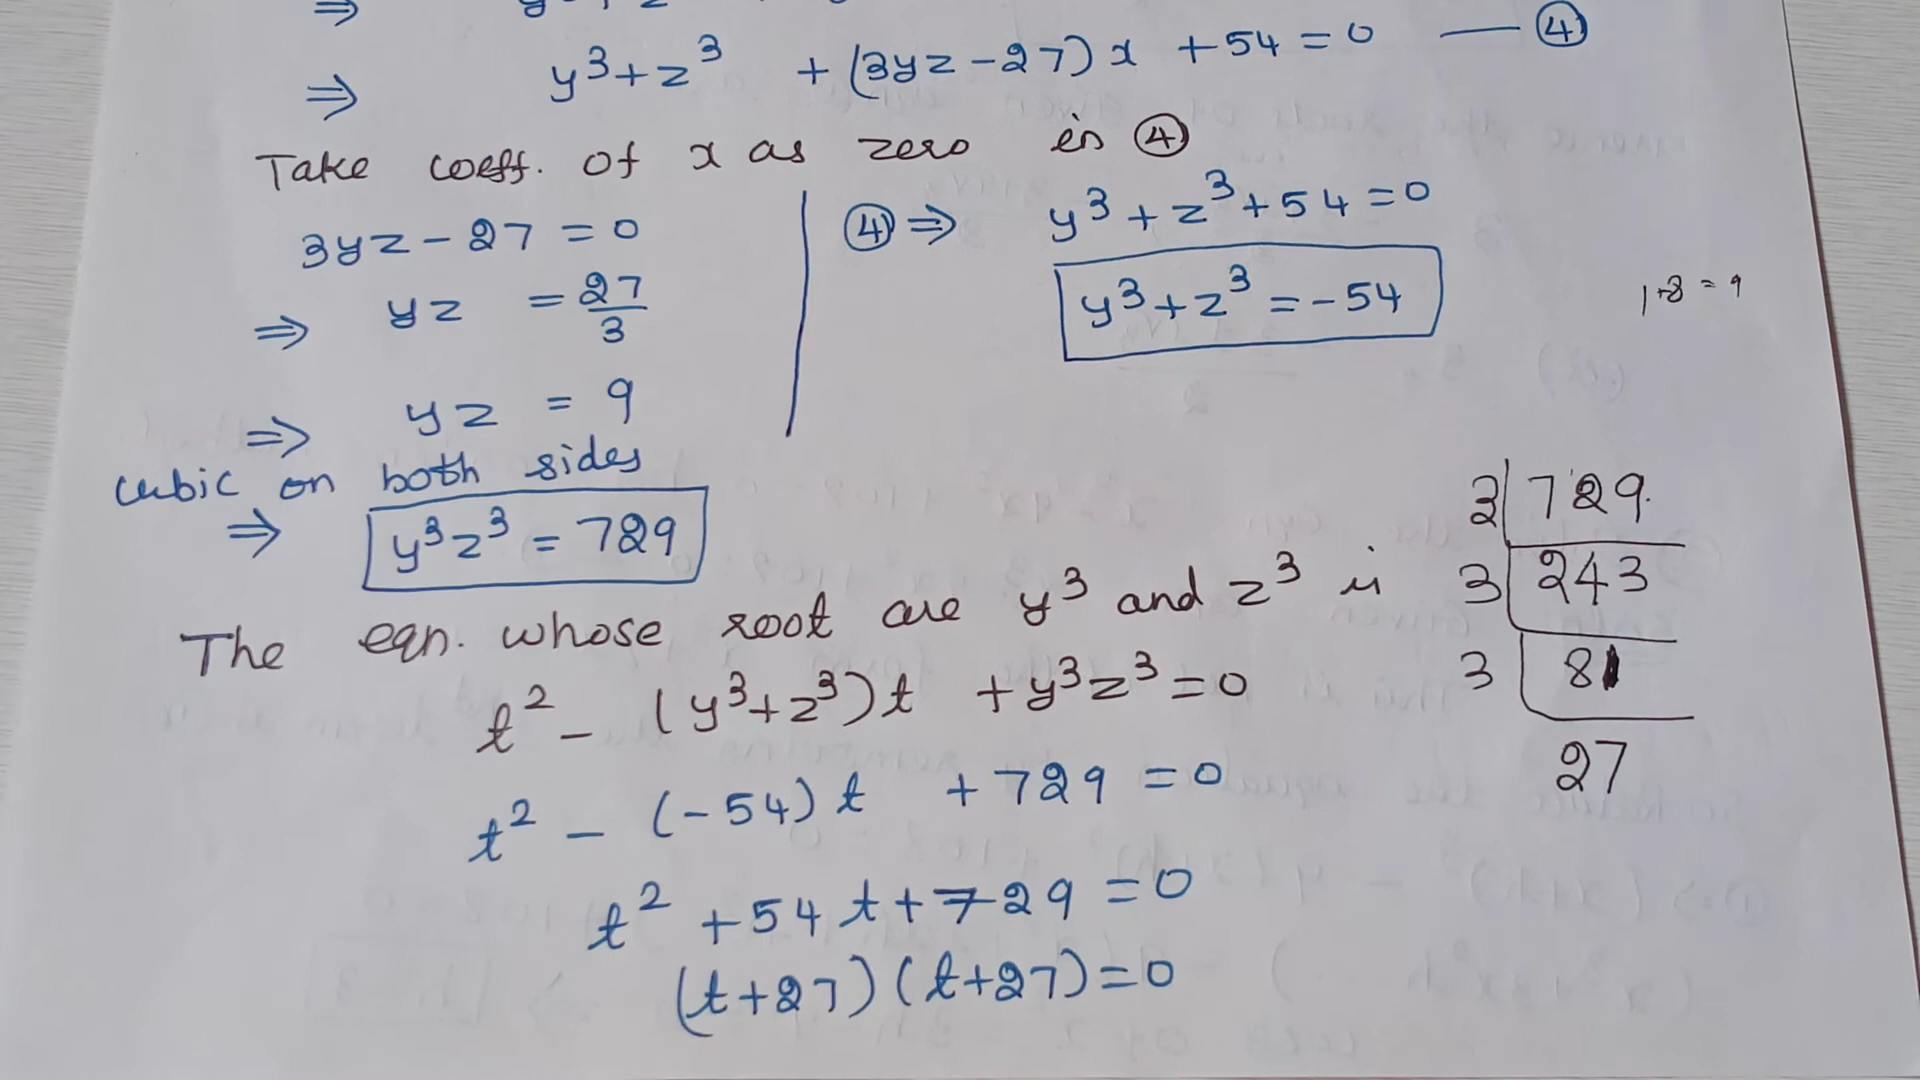 ⇒ y³+z³ +(3yz-27)x +54=0 —④
Take coeff. of x as zero in ④
3yz-27=0
⇒ yz = 27/3
⇒ yz = 9
cubic on both sides
⇒ y³z³ = 729
④⇒ y³+z³+54=0
y³+z³=-54
1+8=9
The eqn. whose root are y³ and z³ is
t²-(y³+z³)t +y³z³=0
t²-(-54)t +729=0
t²+54t+729=0
(t+27)(t+27)=0
3|729
3|243
3|81
27